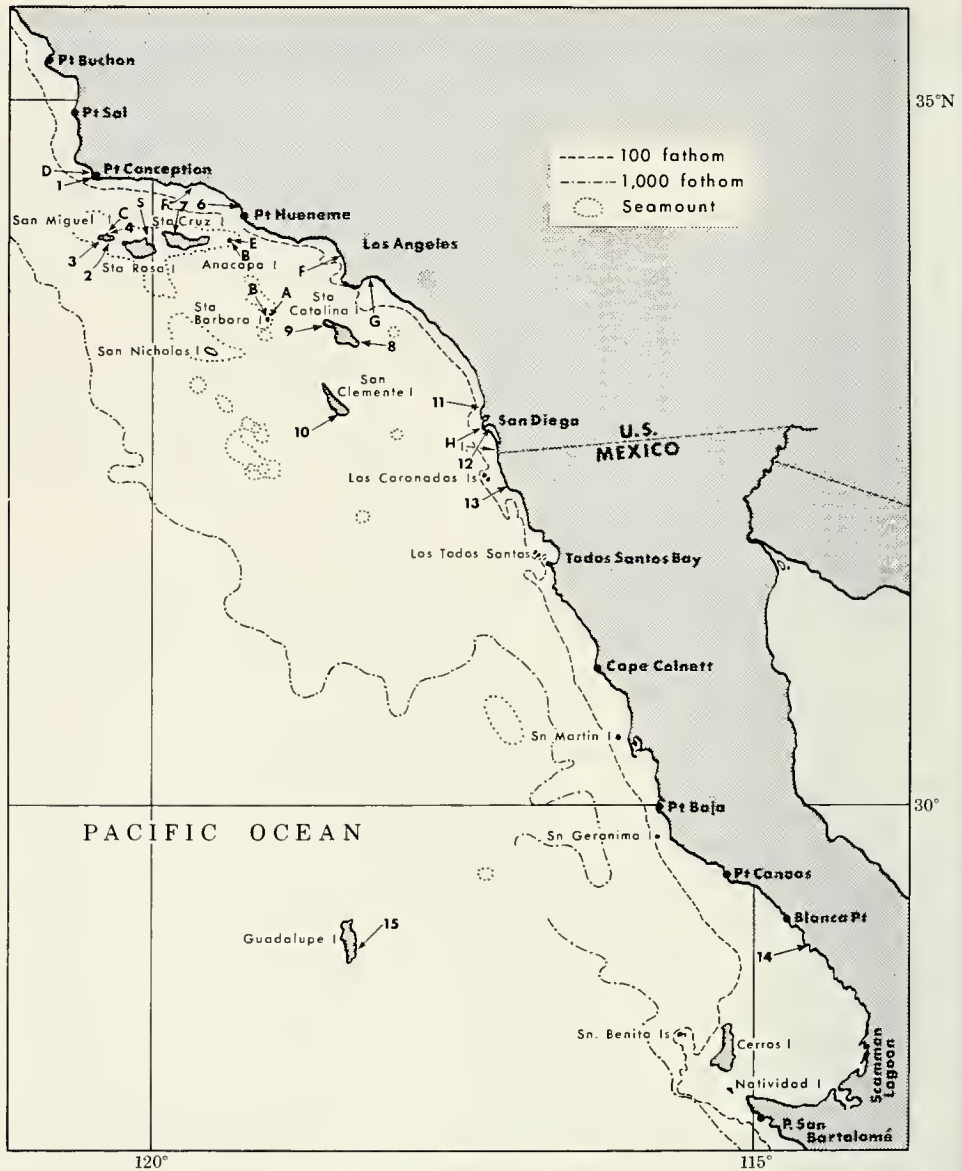 Pt Buchon
35°N
Pt Sal
100 fathom
1,000 fathom
Seamount
D
Pt Conception
1
S
R
7
6
San Miguel I
C
4
Sta Cruz I
Pt Hueneme
3
2
Sta Rosa I
E
B
Anacapa I
Los Angeles
F
B
A
Sta
Catalina I
G
Sta
Barbara I
9
8
San Nicholas I
San
Clemente I
10
11
San Diego
H
I
12
U.S.
MEXICO
Los Coronados Is
13
Los Todos Santos
Todos Santos Bay
Cape Colnett
Sn Martin I
Pt Baja
30°
PACIFIC OCEAN
Sn Geronimo I
Pt Canoas
Blanca Pt
15
Guadalupe I
14
Sn. Benito Is
Cerros I
Scammon
Lagoon
Natividad I
P. San
Bartolomé
120°
115°